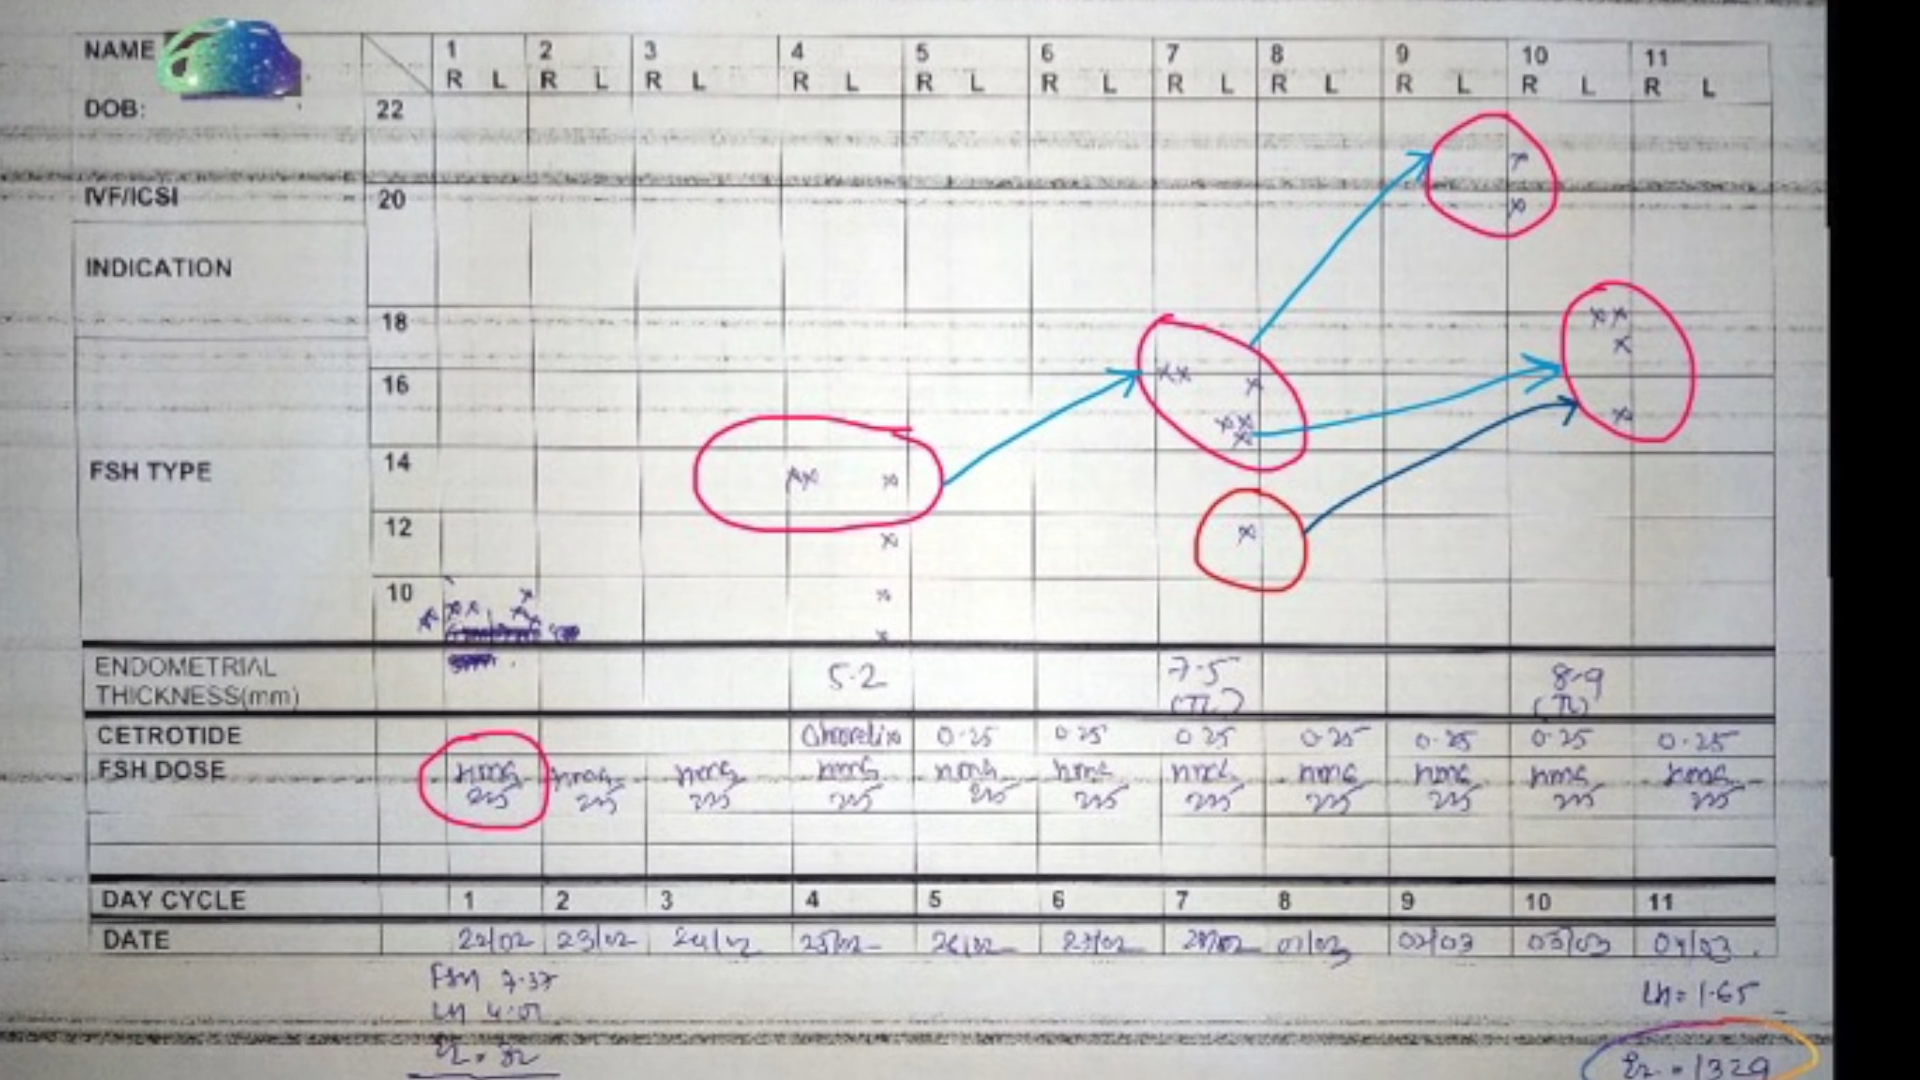 NAME
1 2 3 4 5 6 7 8 9 10 11
R L R L R L R L R L R L R L R L R L R L R L
DOB:
22
IVF/ICSI
20
INDICATION
18
16
FSH TYPE
14
12
10
ENDOMETRIAL THICKNESS(mm)
5.2 7.5 8.9
CETROTIDE
0.25 0.25 0.25 0.25 0.25 0.25 0.25
FSH DOSE
HMG HMG HMG HMG HMG HMG HMG HMG HMG HMG HMG
225 225 225 225 225 225 225 225 225 225 225
DAY CYCLE 1 2 3 4 5 6 7 8 9 10 11
DATE 22/02 23/02 24/02 25/02 26/02 27/02 28/02 01/03 02/03 03/03 04/03
FSH 7.37
LH = 1.65
E2 = 32
E2 = 1329